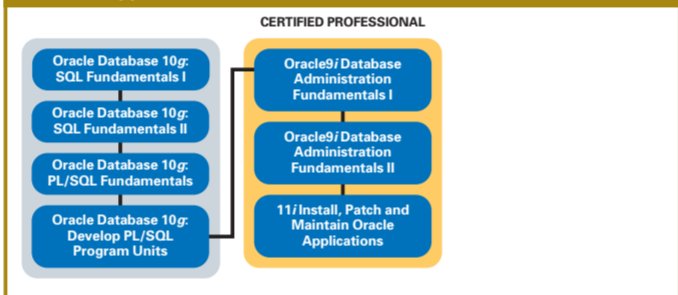 CERTIFIED PROFESSIONAL
Oracle Database 10g:
SQL Fundamentals I
Oracle Database 10g:
SQL Fundamentals II
Oracle Database 10g:
PL/SQL Fundamentals
Oracle Database 10g:
Develop PL/SQL
Program Units
Oracle9i Database
Administration
Fundamentals I
Oracle9i Database
Administration
Fundamentals II
11i Install, Patch and
Maintain Oracle
Applications